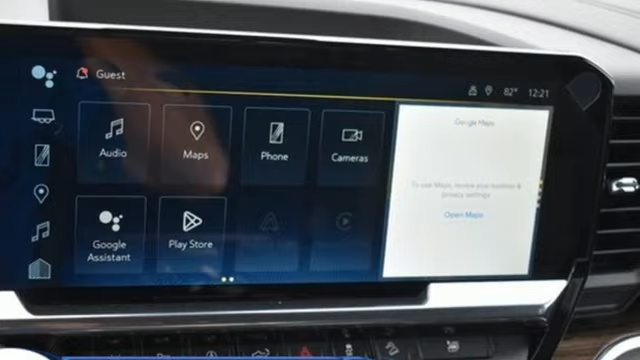 Guest
82° 12:21
Audio
Maps
Phone
Cameras
Google
Assistant
Play Store
Google Maps
To use Maps, review your location &
privacy settings
Open Maps